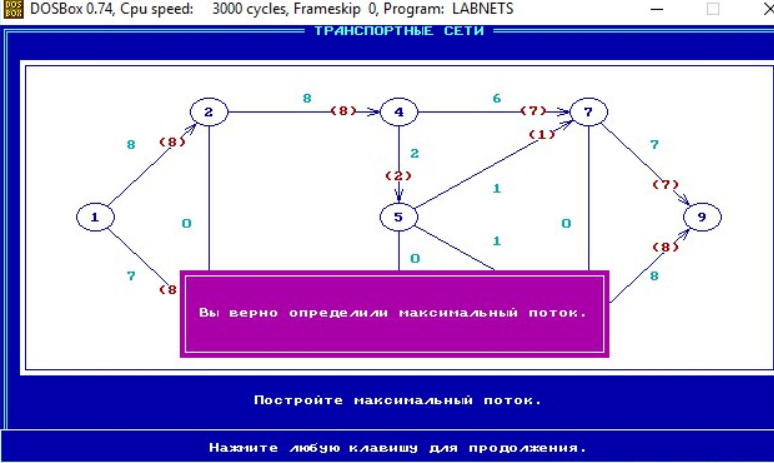 DOSBox 0.74, Cpu speed: 3000 cycles, Frameskip 0, Program: LABNETS
ТРАНСПОРТНЫЕ СЕТИ
8 6
2 (8) 4 (7) 7
8 (8) (1) 7
2
(2) 1 (7)
1 0 5 0 9
1 (8)
0
7 8
(8
Вы верно определили максимальный поток.
Постройте максимальный поток.
Нажмите любую клавишу для продолжения.